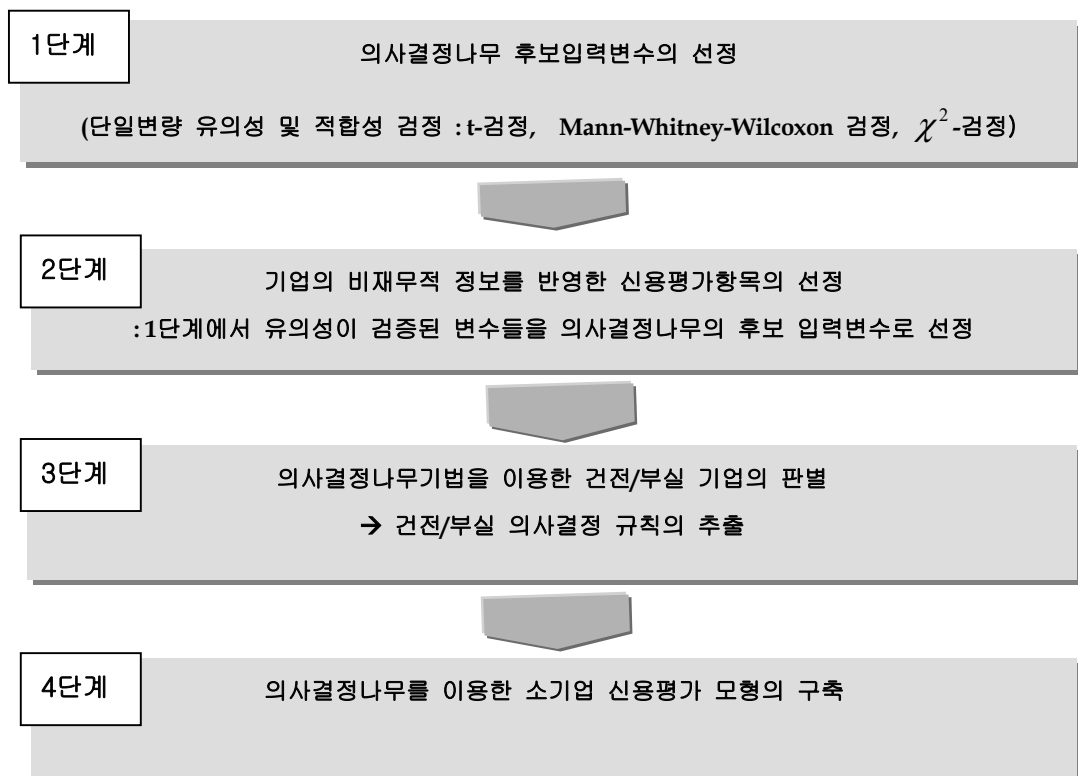 1단계
의사결정나무 후보입력변수의 선정
(단일변량 유의성 및 적합성 검정 : t-검정, Mann-Whitney-Wilcoxon 검정, χ²-검정)
2단계
기업의 비재무적 정보를 반영한 신용평가항목의 선정
: 1단계에서 유의성이 검증된 변수들을 의사결정나무의 후보 입력변수로 선정
3단계
의사결정나무기법을 이용한 건전/부실 기업의 판별
→ 건전/부실 의사결정 규칙의 추출
4단계
의사결정나무를 이용한 소기업 신용평가 모형의 구축